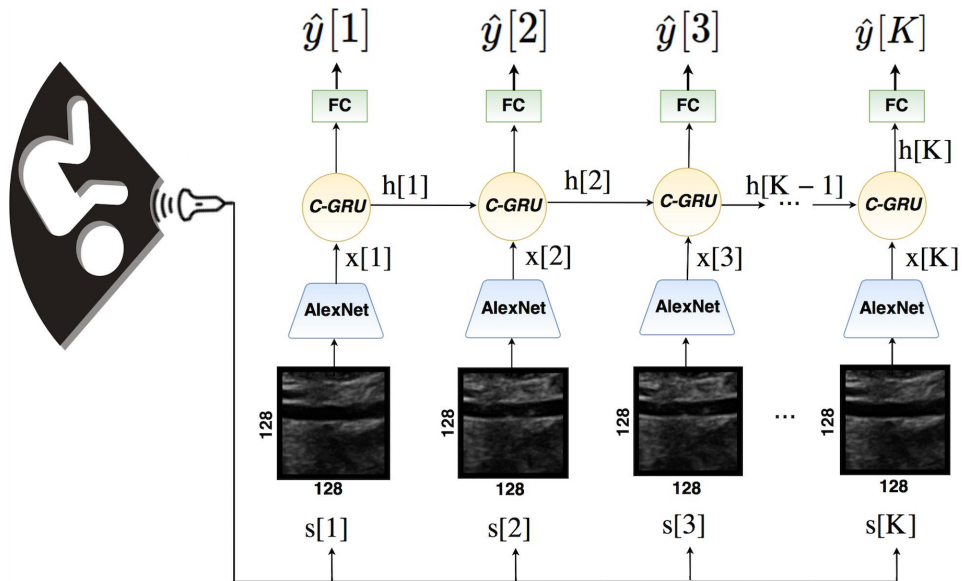 ŷ[1] ŷ[2] ŷ[3] ŷ[K]
FC FC FC FC
h[K]
h[1] h[2] h[K − 1]
C-GRU C-GRU C-GRU ... C-GRU
x[1] x[2] x[3] x[K]
AlexNet AlexNet AlexNet AlexNet
128 128 128 ... 128
128 128 128 128
s[1] s[2] s[3] s[K]